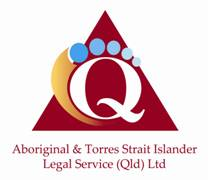 Q
Aboriginal & Torres Strait Islander
Legal Service (Qld) Ltd